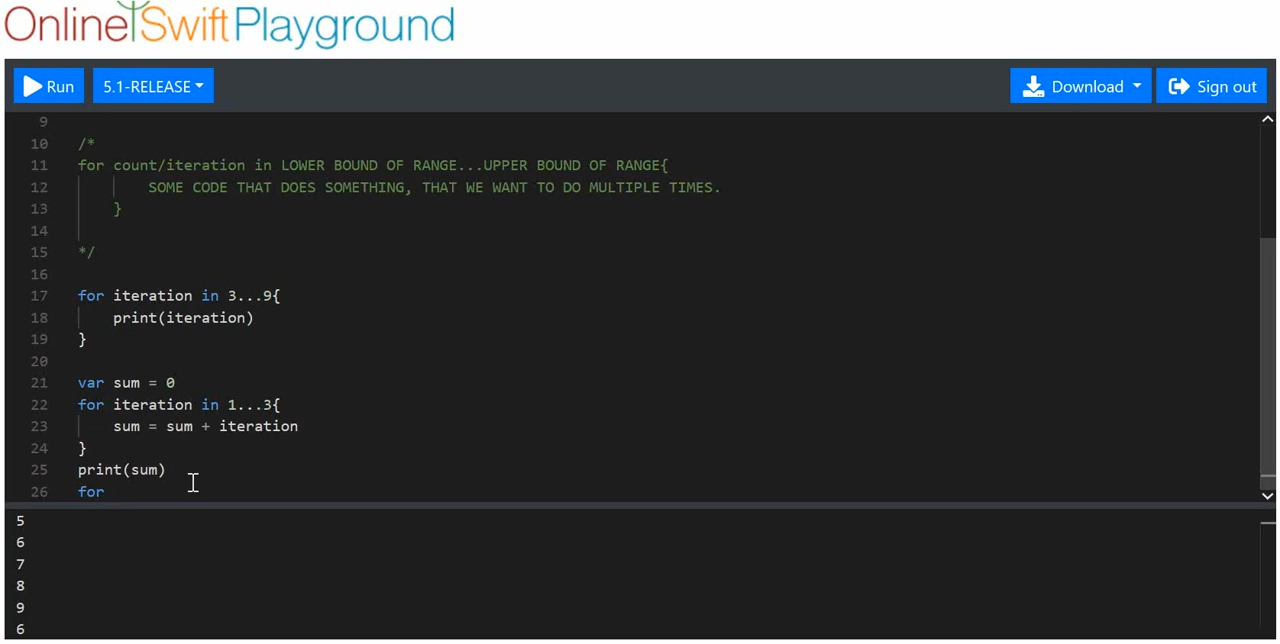 OnlineSwiftPlayground
Run
5.1-RELEASE
Download
Sign out
9
10 /*
11 for count/iteration in LOWER BOUND OF RANGE...UPPER BOUND OF RANGE{
12 SOME CODE THAT DOES SOMETHING, THAT WE WANT TO DO MULTIPLE TIMES.
13 }
14
15 */
16
17 for iteration in 3...9{
18 print(iteration)
19 }
20
21 var sum = 0
22 for iteration in 1...3{
23 sum = sum + iteration
24 }
25 print(sum)
26 for
5
6
7
8
9
6